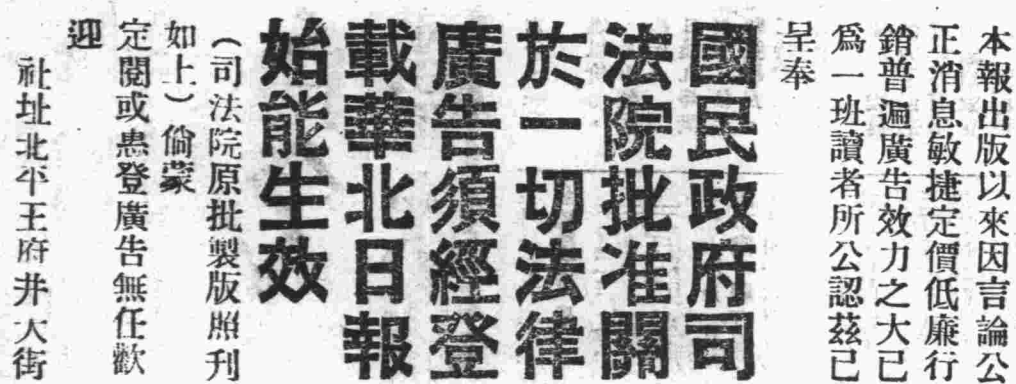 本報出版以來因言論公
正消息敏捷定價低廉行
銷普遍廣告效力之大已
爲一班讀者所公認茲已
呈奉
國民政府司
法院批准關
於一切法律
廣告須經登
載華北日報
始能生效
（司法院原批製版照刊
如上）倘蒙
定閱或惠登廣告無任歡
迎
社址北平王府井大街